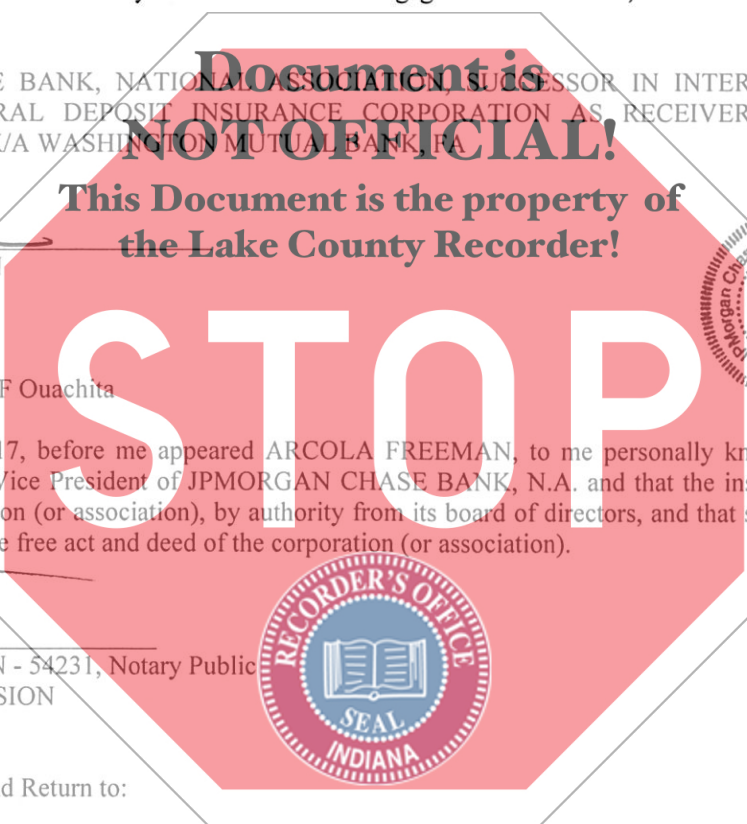 E BANK, NATIONAL ASSOCIATION, SUCCESSOR IN INTER
RAL DEPOSIT INSURANCE CORPORATION AS RECEIVER
K/A WASHINGTON MUTUAL BANK, FA
Document is
NOT OFFICIAL!
This Document is the property of
the Lake County Recorder!
JPMorgan Cha
STOP
F Ouachita
17, before me appeared ARCOLA FREEMAN, to me personally kn
Vice President of JPMORGAN CHASE BANK, N.A. and that the ins
on (or association), by authority from its board of directors, and that s
e free act and deed of the corporation (or association).
RECORDER'S OFFICE
SEAL
INDIANA
N - 54231, Notary Public
SION
d Return to: